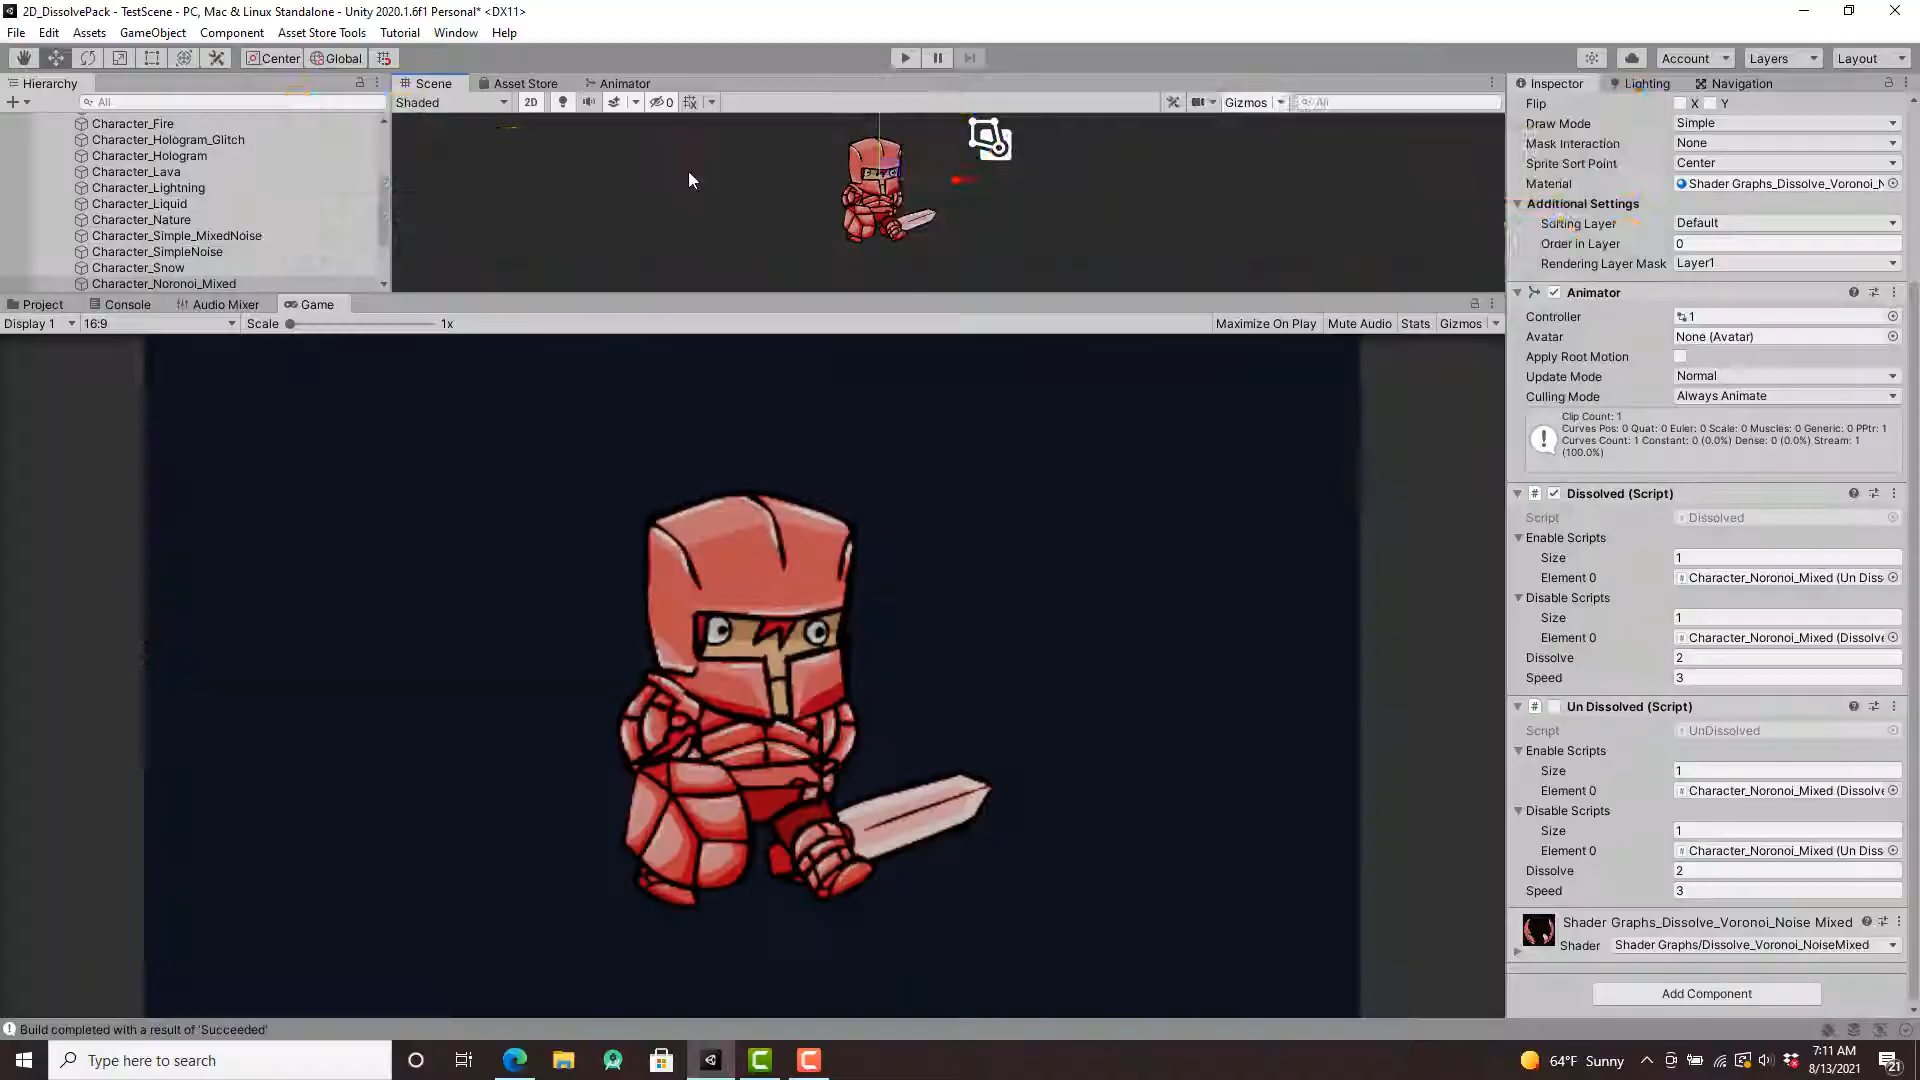 2D_DissolvePack - TestScene - PC, Mac & Linux Standalone - Unity 2020.1.6f1 Personal* <DX11>
File Edit Assets GameObject Component Asset Store Tools Tutorial Window Help
Center Global Account Layers Layout
Hierarchy
All
Character_Fire
Character_Hologram_Glitch
Character_Hologram
Character_Lava
Character_Lightning
Character_Liquid
Character_Nature
Character_Simple_MixedNoise
Character_SimpleNoise
Character_Snow
Character_Noronoi_Mixed
Scene Asset Store Animator
Shaded 2D 0 Gizmos All
Project Console Audio Mixer Game
Display 1 16:9 Scale 1x Maximize On Play Mute Audio Stats Gizmos
Inspector Lighting Navigation
Flip X Y
Draw Mode Simple
Mask Interaction None
Sprite Sort Point Center
Material Shader Graphs_Dissolve_Voronoi_N
Additional Settings
Sorting Layer Default
Order in Layer 0
Rendering Layer Mask Layer1
Animator
Controller 1
Avatar None (Avatar)
Apply Root Motion
Update Mode Normal
Culling Mode Always Animate
Clip Count: 1
Curves Pos: 0 Quat: 0 Euler: 0 Scale: 0 Muscles: 0 Generic: 0 PPtr: 1
Curves Count: 1 Constant: 0 (0.0%) Dense: 0 (0.0%) Stream: 1
(100.0%)
# Dissolved (Script)
Script # Dissolved
Enable Scripts
Size 1
Element 0 # Character_Noronoi_Mixed (Un Diss
Disable Scripts
Size 1
Element 0 # Character_Noronoi_Mixed (Dissolve
Dissolve 2
Speed 3
# Un Dissolved (Script)
Script # UnDissolved
Enable Scripts
Size 1
Element 0 # Character_Noronoi_Mixed (Dissolve
Disable Scripts
Size 1
Element 0 # Character_Noronoi_Mixed (Un Diss
Dissolve 2
Speed 3
Shader Graphs_Dissolve_Voronoi_Noise Mixed
Shader Shader Graphs/Dissolve_Voronoi_NoiseMixed
Add Component
Build completed with a result of 'Succeeded'
Type here to search
64°F Sunny
7:11 AM
8/13/2021
21